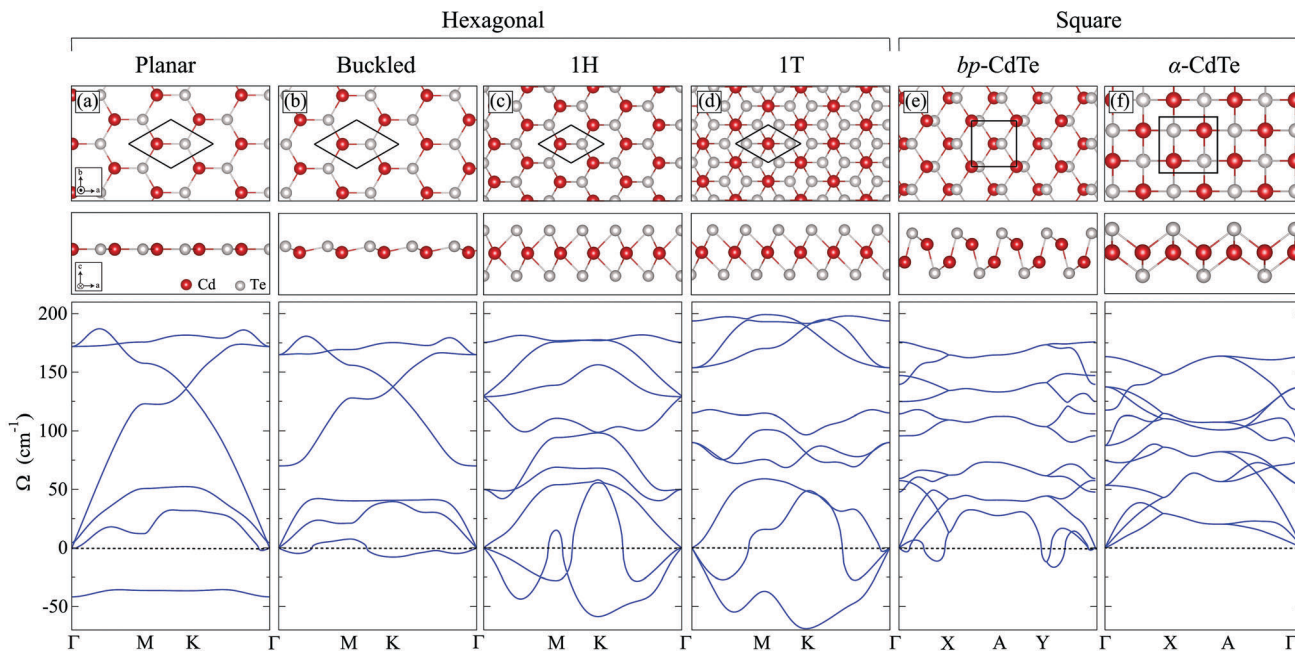 Hexagonal Square
Planar Buckled 1H 1T bp-CdTe α-CdTe
(a) (b) (c) (d) (e) (f)
b
a
c
a
Cd Te
200
150
100
50
0
-50
Ω (cm⁻¹)
Γ M K Γ M K Γ M K Γ M K Γ X A Y Γ X A Γ